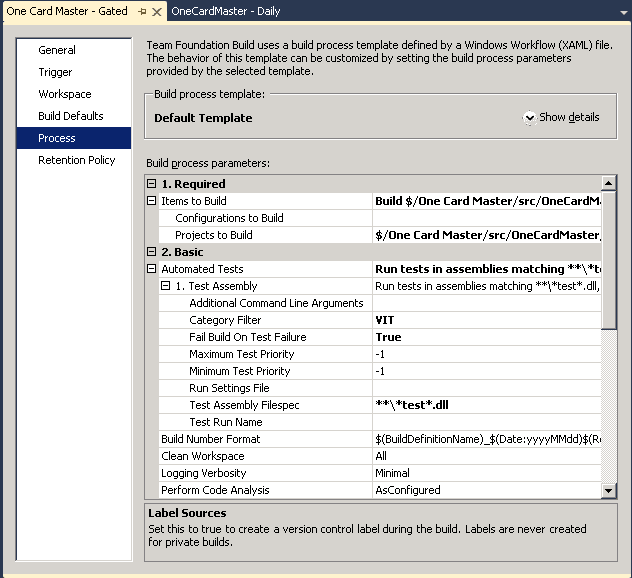 One Card Master - Gated
OneCardMaster - Daily
General
Trigger
Workspace
Build Defaults
Process
Retention Policy
Team Foundation Build uses a build process template defined by a Windows Workflow (XAML) file.
The behavior of this template can be customized by setting the build process parameters
provided by the selected template.
Build process template:
Default Template
Show details
Build process parameters:
1. Required
Items to Build Build $/One Card Master/src/OneCardMa
Configurations to Build
Projects to Build $/One Card Master/src/OneCardMaster
2. Basic
Automated Tests Run tests in assemblies matching **\*te
1. Test Assembly Run tests in assemblies matching **\*test*.dll,
Additional Command Line Arguments
Category Filter !VIT
Fail Build On Test Failure True
Maximum Test Priority -1
Minimum Test Priority -1
Run Settings File
Test Assembly Filespec **\*test*.dll
Test Run Name
Build Number Format $(BuildDefinitionName)_$(Date:yyyyMMdd)$(Re
Clean Workspace All
Logging Verbosity Minimal
Perform Code Analysis AsConfigured
Label Sources
Set this to true to create a version control label during the build. Labels are never created
for private builds.